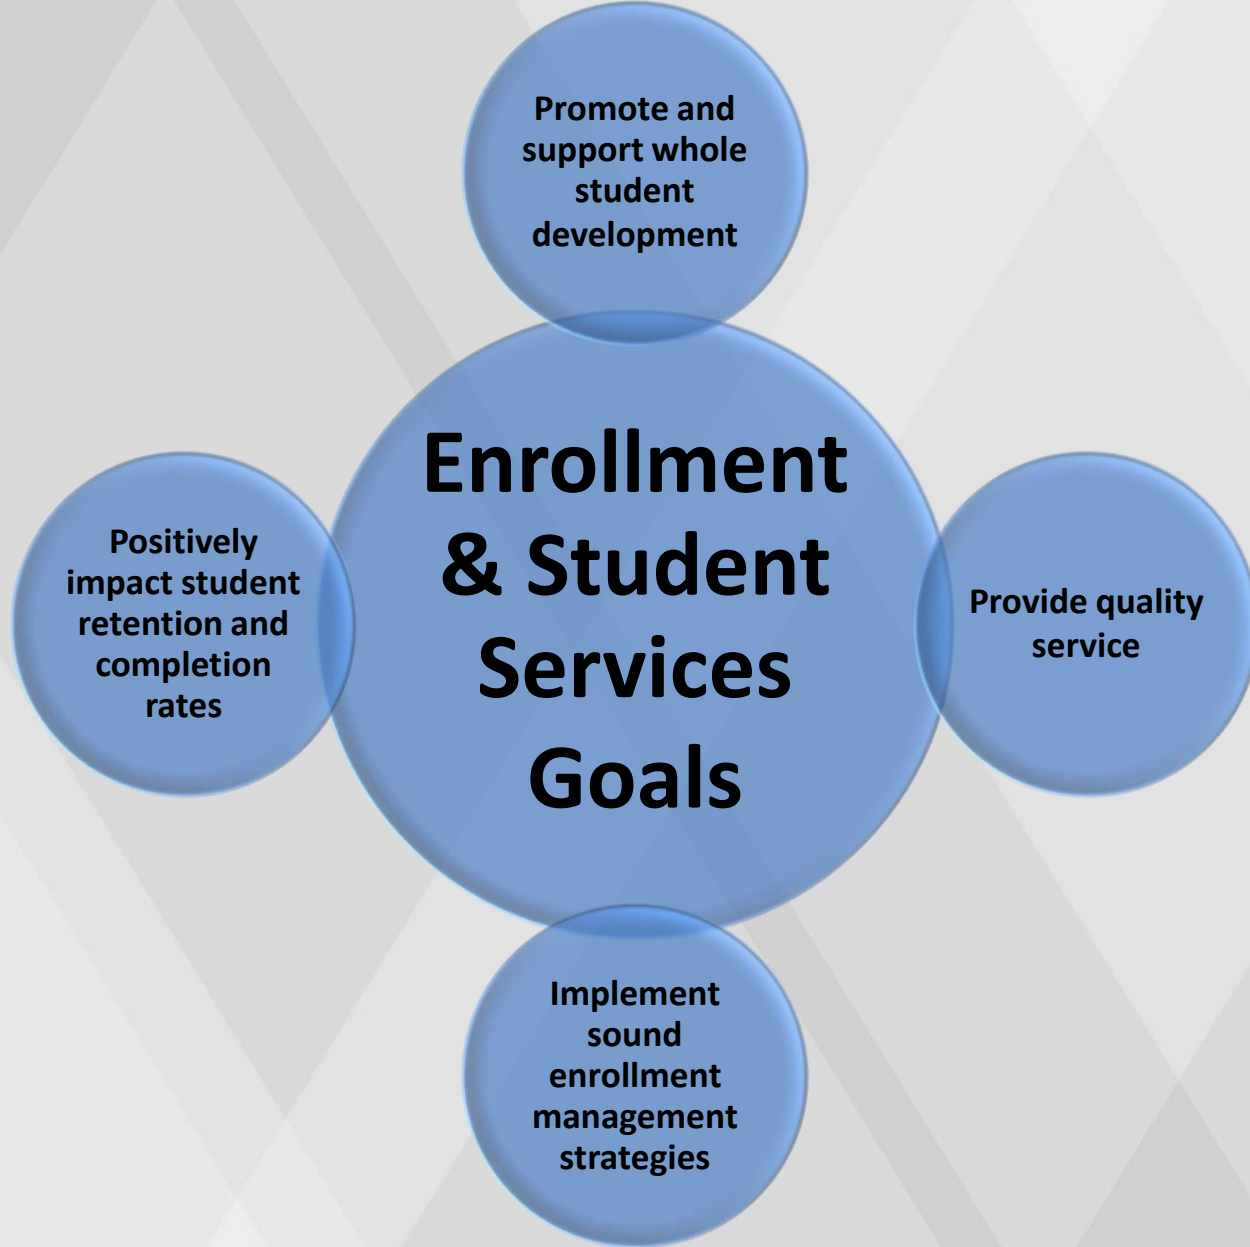 Promote and
support whole
student
development
Enrollment
& Student
Services
Goals
Positively
impact student
retention and
completion
rates
Provide quality
service
Implement
sound
enrollment
management
strategies